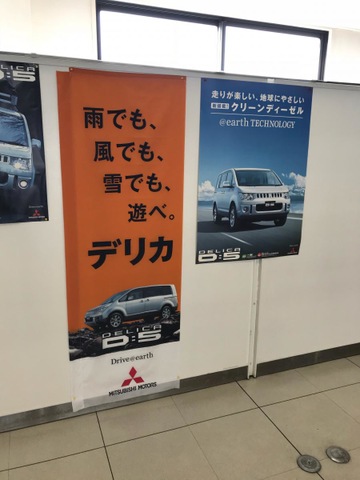 DELICA
D:5
雨でも、
風でも、
雪でも、
遊べ。
デリカ
DELICA
D:5
Drive@earth
MITSUBISHI MOTORS
走りが楽しい、地球にやさしい
クリーンディーゼル
@earth TECHNOLOGY
DELICA
D:5